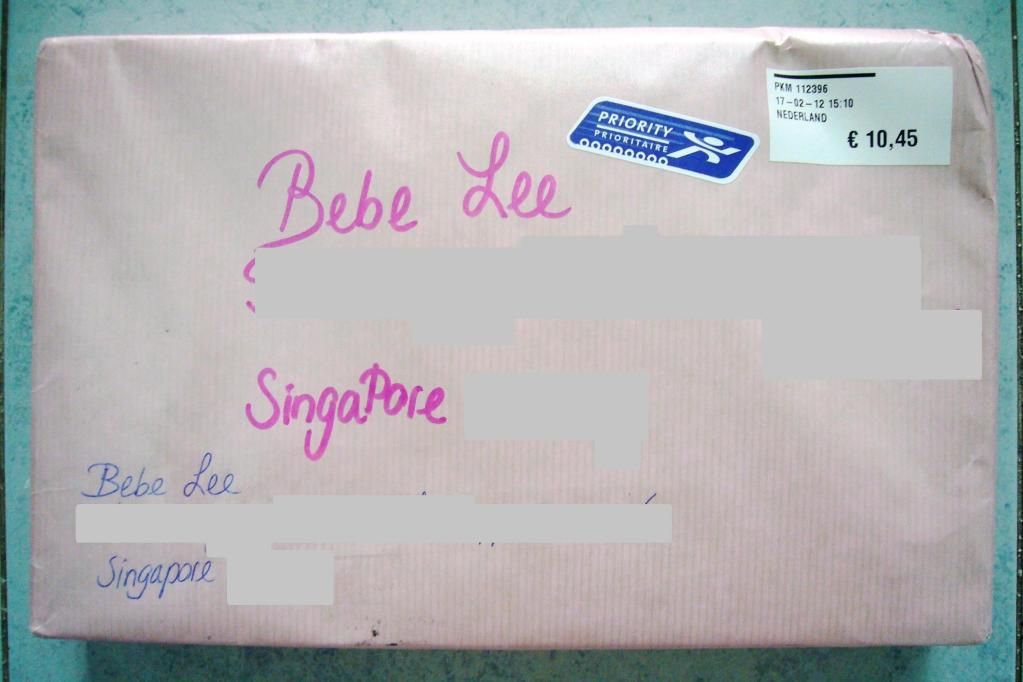 PKM 112396
17-02-12 15:10
NEDERLAND
€ 10,45
PRIORITY
PRIORITAIRE
Bebe Lee
SingaPore
Bebe Lee
Singapore